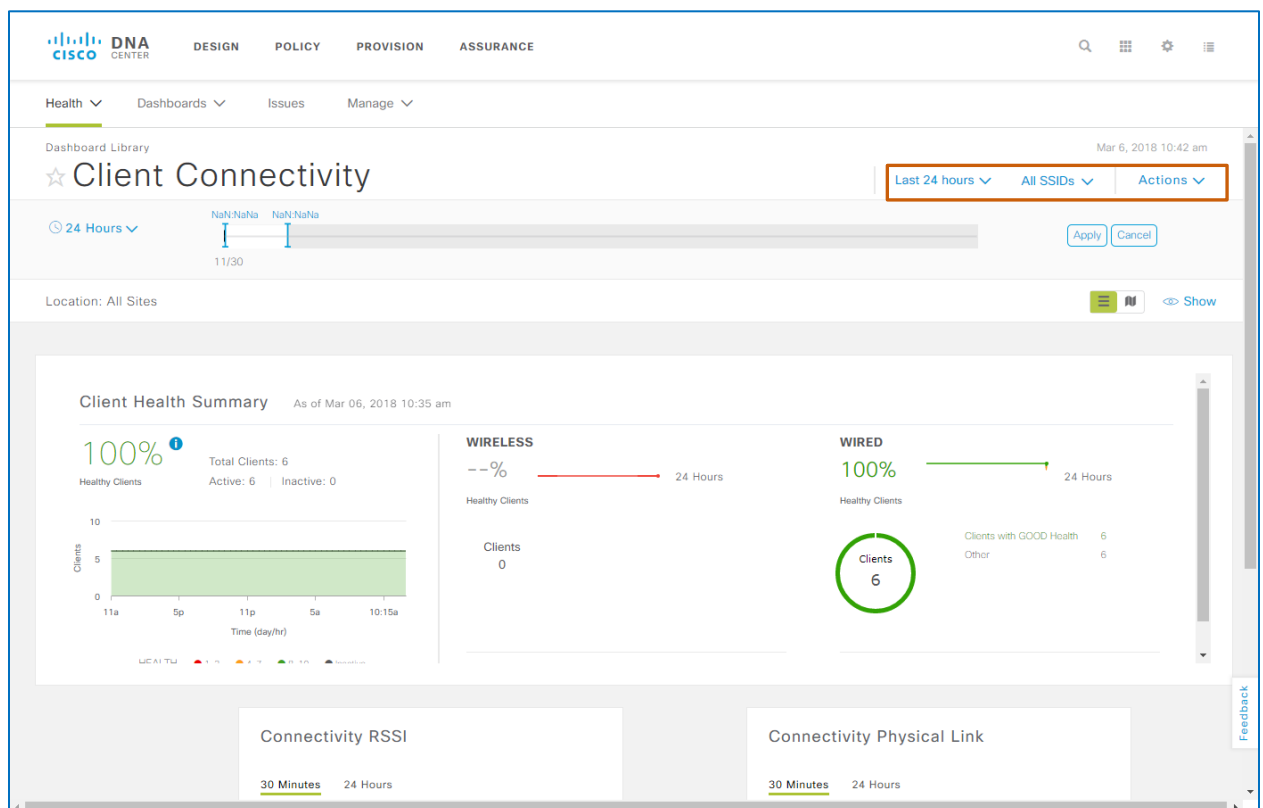 CISCO DNA CENTER
DESIGN POLICY PROVISION ASSURANCE
Health Dashboards Issues Manage
Dashboard Library
Mar 6, 2018 10:42 am
Client Connectivity
Last 24 hours All SSIDs Actions
24 Hours
NaN:NaNa NaN:NaNa
11/30
Apply Cancel
Location: All Sites
Show
Client Health Summary As of Mar 06, 2018 10:35 am
100%
Healthy Clients
Total Clients: 6
Active: 6 Inactive: 0
10
5
0
Clients
11a 5p 11p 5a 10:15a
Time (day/hr)
HEALTH
WIRELESS
--%
24 Hours
Healthy Clients
Clients
0
WIRED
100%
24 Hours
Healthy Clients
Clients
6
Clients with GOOD Health 6
Other 6
Feedback
Connectivity RSSI
30 Minutes 24 Hours
Connectivity Physical Link
30 Minutes 24 Hours